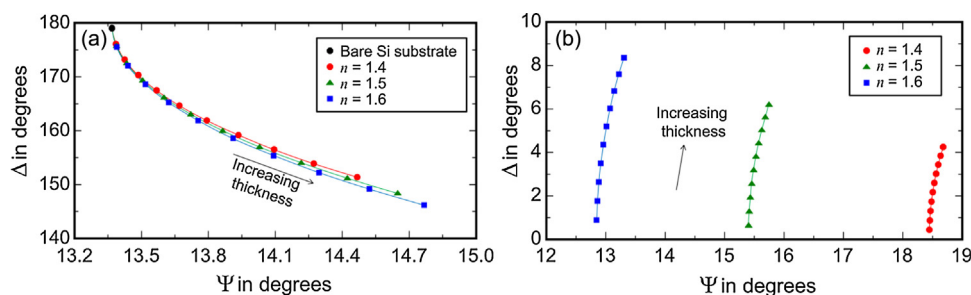 (a)
Bare Si substrate
n = 1.4
n = 1.5
n = 1.6
Increasing
thickness
Δ in degrees
180
170
160
150
140
13.2 13.5 13.8 14.1 14.4 14.7 15.0
Ψ in degrees
(b)
n = 1.4
n = 1.5
n = 1.6
Increasing
thickness
Δ in degrees
10
8
6
4
2
0
12 13 14 15 16 17 18 19
Ψ in degrees